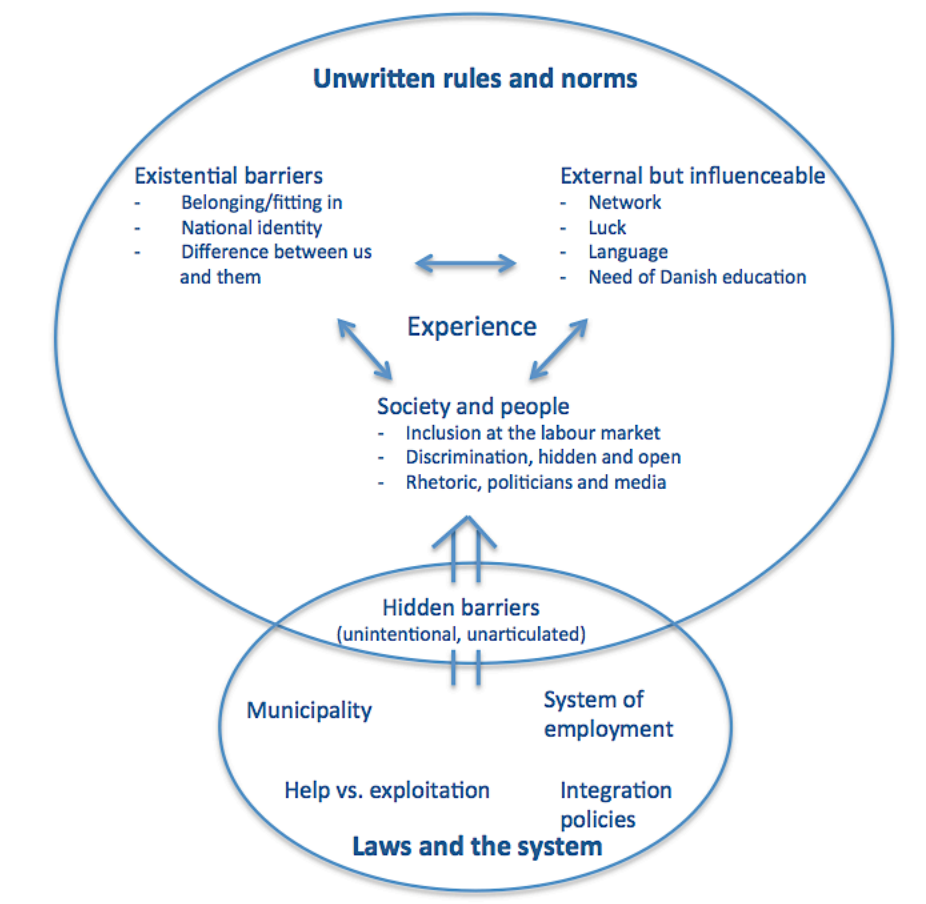 Unwritten rules and norms
Existential barriers
- Belonging/fitting in
- National identity
- Difference between us
and them
External but influenceable
- Network
- Luck
- Language
- Need of Danish education
Experience
Society and people
- Inclusion at the labour market
- Discrimination, hidden and open
- Rhetoric, politicians and media
Hidden barriers
(unintentional, unarticulated)
Municipality
System of
employment
Help vs. exploitation
Integration
policies
Laws and the system